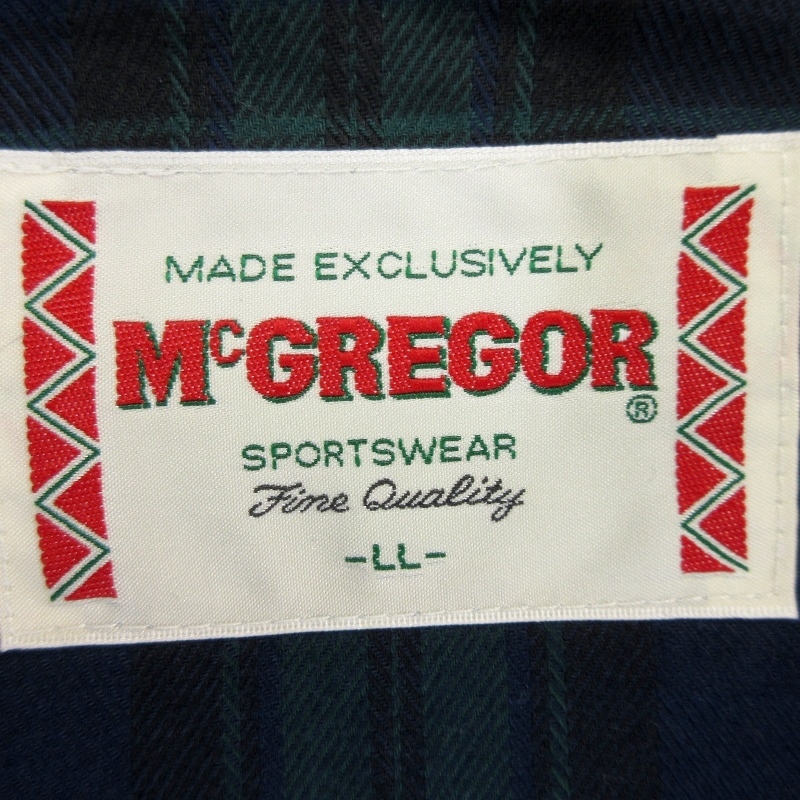 MADE EXCLUSIVELY
McGREGOR®
SPORTSWEAR
Fine Quality
-LL-